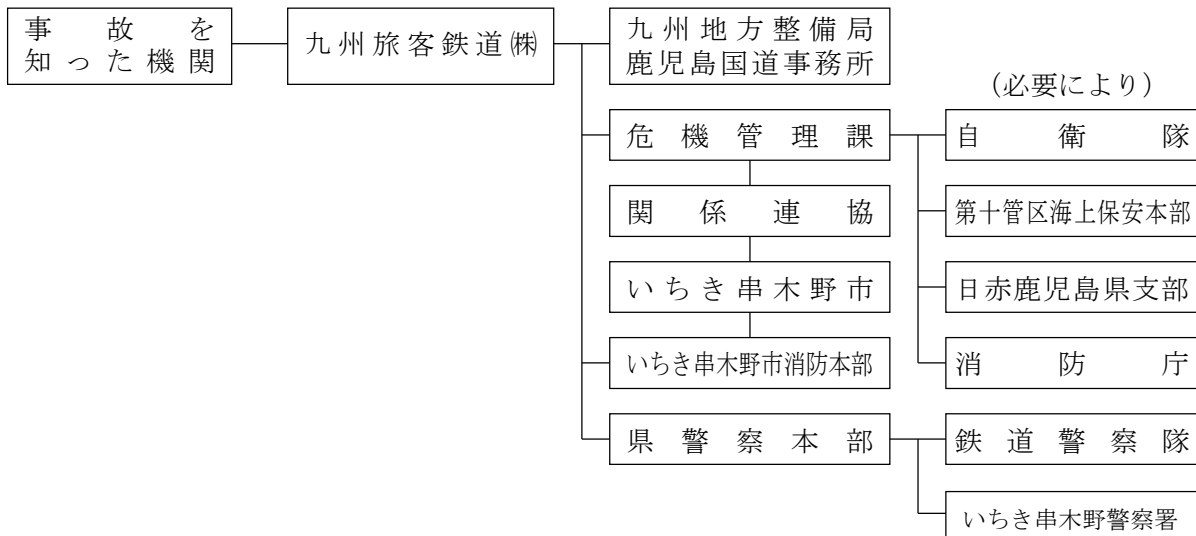 事故を
知った機関
九州旅客鉄道㈱
九州地方整備局
鹿児島国道事務所
（必要により）
危機管理課
自衛隊
関係連協
第十管区海上保安本部
いちき串木野市
日赤鹿児島県支部
いちき串木野市消防本部
消防庁
県警察本部
鉄道警察隊
いちき串木野警察署